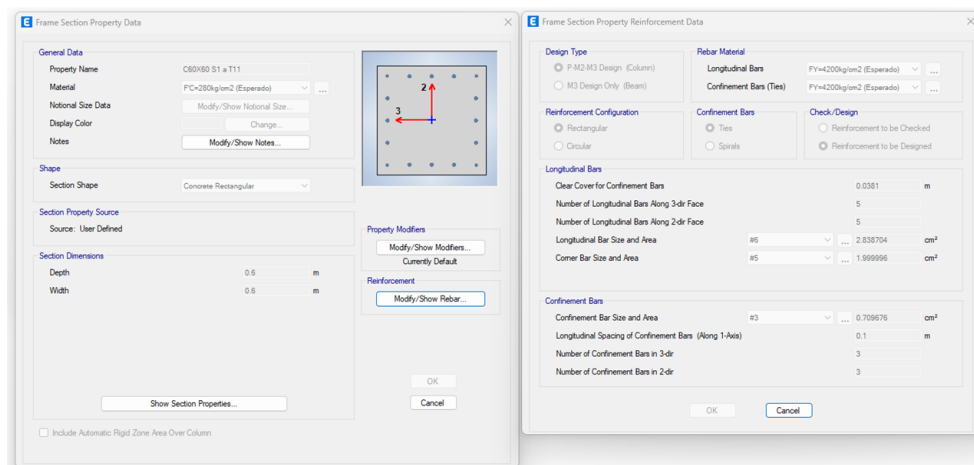 Frame Section Property Data
General Data
Property Name C60X60 S1 a T11
Material F'C=280kg/cm2 (Esperado) ...
Notional Size Data Modify/Show Notional Size...
Display Color Change...
Notes Modify/Show Notes...
Shape
Section Shape Concrete Rectangular
Section Property Source
Source: User Defined
Section Dimensions
Depth 0.6 m
Width 0.6 m
Show Section Properties...
Include Automatic Rigid Zone Area Over Column
2
3
Property Modifiers
Modify/Show Modifiers...
Currently Default
Reinforcement
Modify/Show Rebar...
OK
Cancel
Frame Section Property Reinforcement Data
Design Type
P-M2-M3 Design (Column)
M3 Design Only (Beam)
Rebar Material
Longitudinal Bars FY=4200kg/cm2 (Esperado) ...
Confinement Bars (Ties) FY=4200kg/cm2 (Esperado) ...
Reinforcement Configuration
Rectangular
Circular
Confinement Bars
Ties
Spirals
Check/Design
Reinforcement to be Checked
Reinforcement to be Designed
Longitudinal Bars
Clear Cover for Confinement Bars 0.0381 m
Number of Longitudinal Bars Along 3-dir Face 5
Number of Longitudinal Bars Along 2-dir Face 5
Longitudinal Bar Size and Area #6 ... 2.838704 cm²
Corner Bar Size and Area #5 ... 1.999996 cm²
Confinement Bars
Confinement Bar Size and Area #3 ... 0.709676 cm²
Longitudinal Spacing of Confinement Bars (Along 1-Axis) 0.1 m
Number of Confinement Bars in 3-dir 3
Number of Confinement Bars in 2-dir 3
OK Cancel